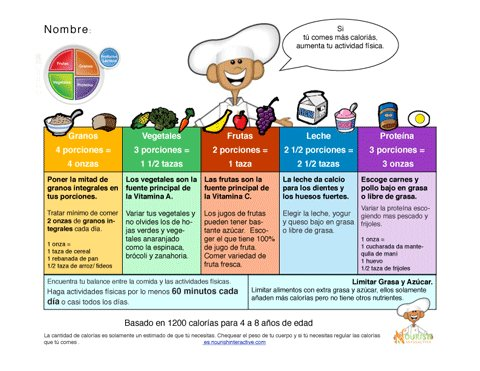 Nombre:
Si
tú comes más calorías,
aumenta tu actividad física.
Frutas
Granos
Vegetales
Proteína
Productos
Lácteos
Granos
4 porciones =
4 onzas
Vegetales
3 porciones =
1 1/2 tazas
Frutas
2 porciones =
1 taza
Leche
2 1/2 porciones =
2 1/2 tazas
Proteína
3 porciones =
3 onzas
Poner la mitad de
granos integrales en
tus porciones.
Tratar mínimo de comer
2 onzas de granos in-
tegrales cada día.
1 onza =
1 taza de cereal
1 rebanada de pan
1/2 taza de arroz/ fideos
Los vegetales son la
fuente principal de
la Vitamina A.
Variar tus vegetales y
no olvides los de ho-
jas verdes y vege-
tales anaranjado
como la espinaca,
brócoli y zanahoria.
Las frutas son la
fuente principal de
la Vitamina C.
Los jugos de frutas
pueden tener bas-
tante azúcar. Esco-
ger el que tiene 100%
de jugo de fruta.
Comer variedad de
fruta fresca.
La leche da calcio
para los dientes y
los huesos fuertes.
Elegir la leche, yogur
y queso bajo en grasa
o libre de grasa.
Escoge carnes y
pollo bajo en grasa
o libre de grasa.
Variar la proteína esco-
giendo mas pescado y
frijoles.
1 onza =
1 cucharada da mante-
quilla de maní
1 huevo
1/2 taza de frijoles
Encuentra tu balance entre la comida y las actividades físicas.
Haga actividades físicas por lo menos 60 minutos cada
día o casi todos los días.
Limitar Grasa y Azúcar.
Limitar alimentos con extra grasa y azúcar, ellos solamente
añaden más calorías pero no tiene otros nutrientes.
Basado en 1200 calorías para 4 a 8 años de edad
La cantidad de calorías es solamente un estimado de que tú necesitas. Chequear el peso de tu cuerpo y si tú necesitas regular las calorías
que tú comes.
es.nourishinteractive.com